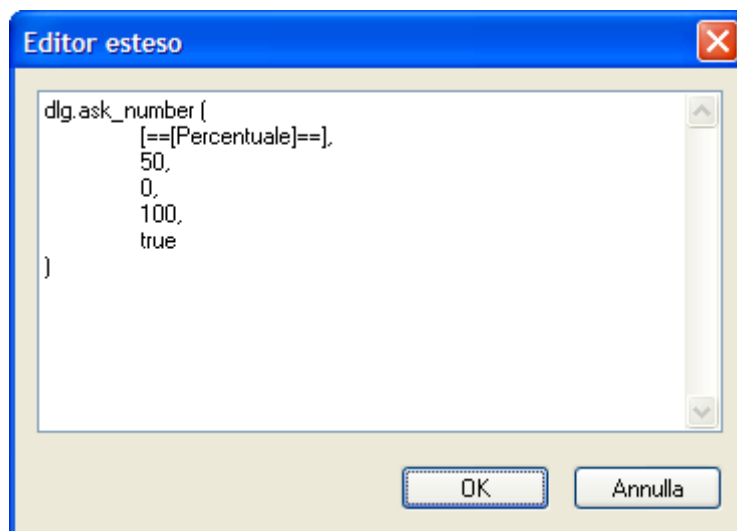 Editor esteso
dlg.ask_number (
[==[Percentuale]==],
50,
0,
100,
true
)
OK
Annulla